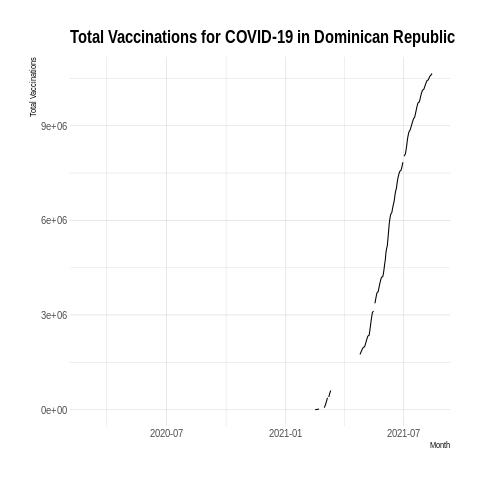 Total Vaccinations for COVID-19 in Dominican Republic
Total Vaccinations
9e+06
6e+06
3e+06
0e+00
2020-07
2021-01
2021-07
Month